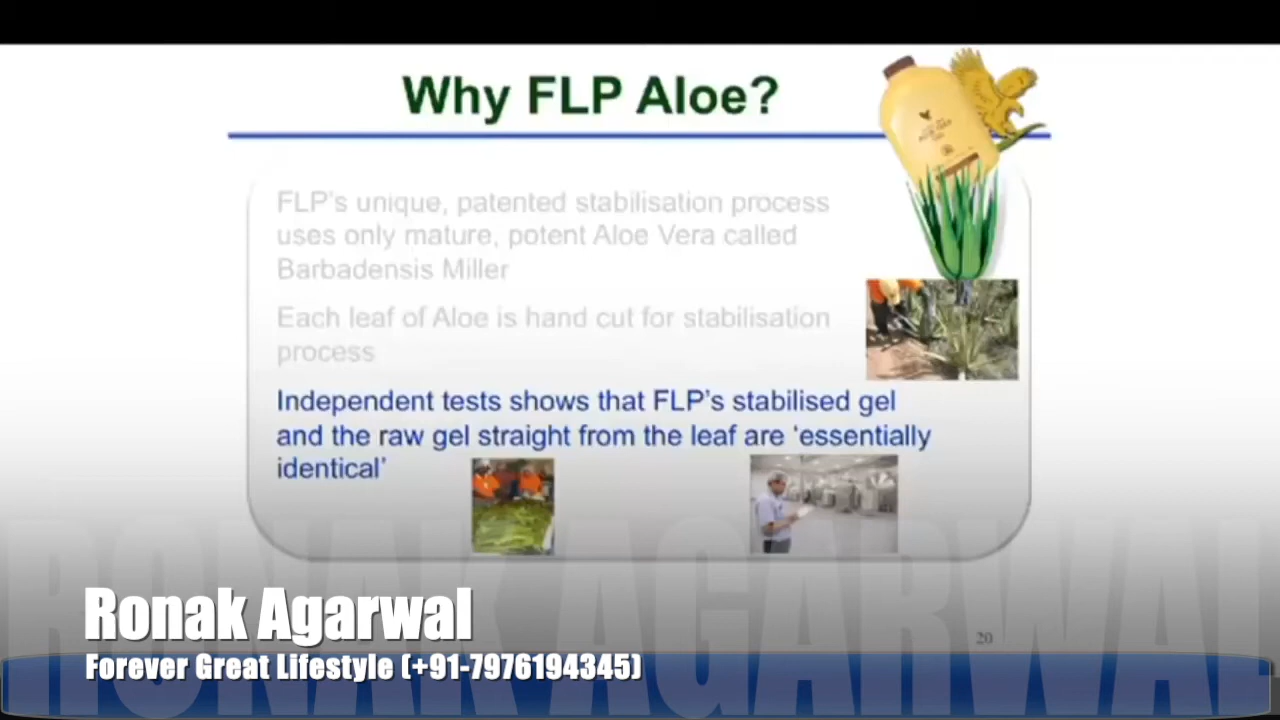 Why FLP Aloe?
FLP's unique, patented stabilisation process
uses only mature, potent Aloe Vera called
Barbadensis Miller
Each leaf of Aloe is hand cut for stabilisation
process
Independent tests shows that FLP's stabilised gel
and the raw gel straight from the leaf are ‘essentially
identical’
RONAK AGARWAL
Ronak Agarwal
20
Forever Great Lifestyle (+91-7976194345)